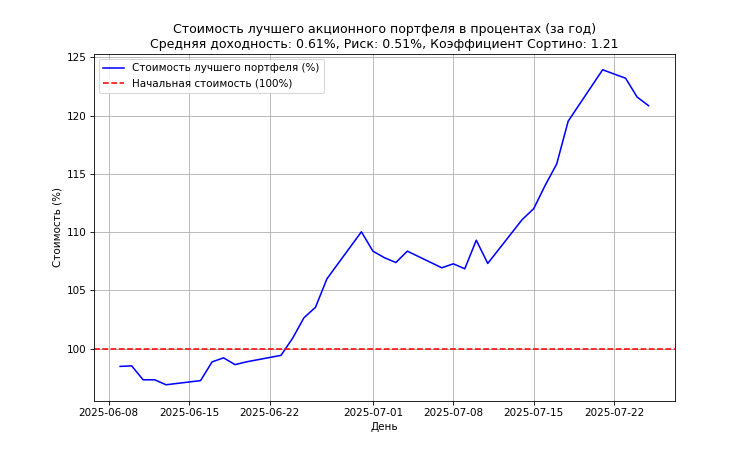 Стоимость лучшего акционного портфеля в процентах (за год)
Средняя доходность: 0.61%, Риск: 0.51%, Коэффициент Сортино: 1.21
Стоимость лучшего портфеля (%)
Начальная стоимость (100%)
Стоимость (%)
125
120
115
110
105
100
2025-06-08 2025-06-15 2025-06-22 2025-07-01 2025-07-08 2025-07-15 2025-07-22
День